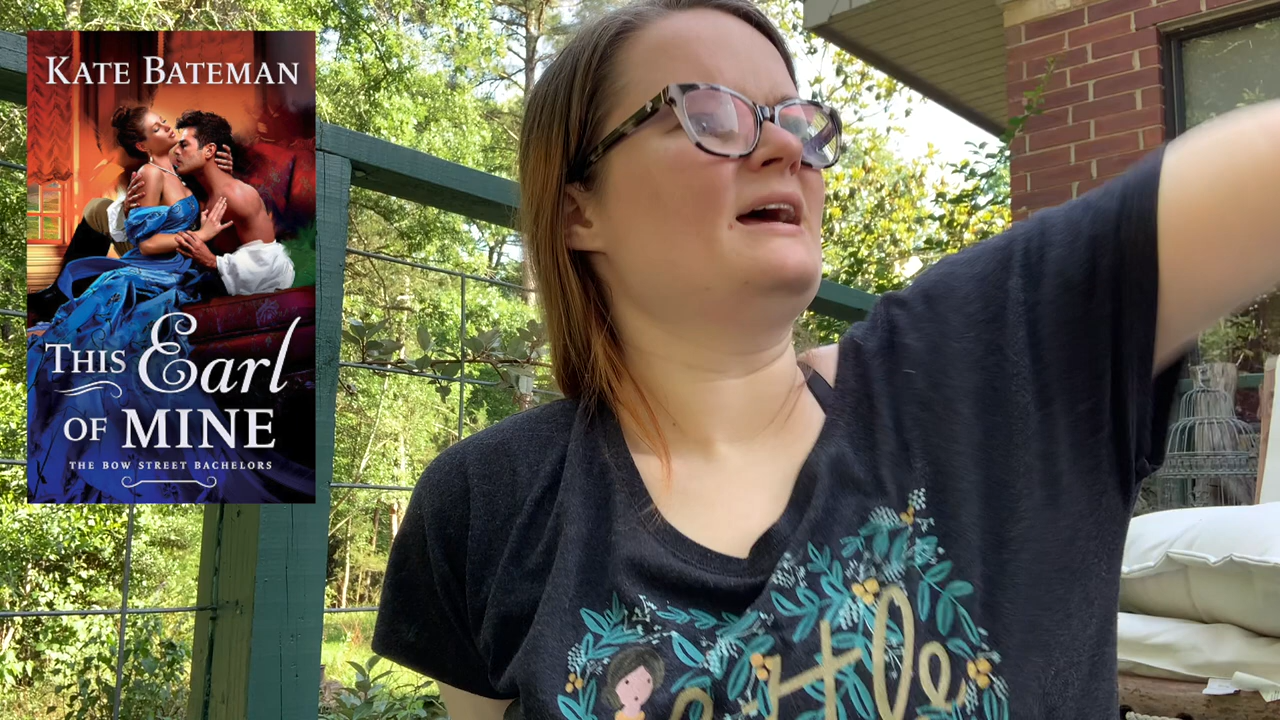 KATE BATEMAN
THIS Earl
OF MINE
THE BOW STREET BACHELORS